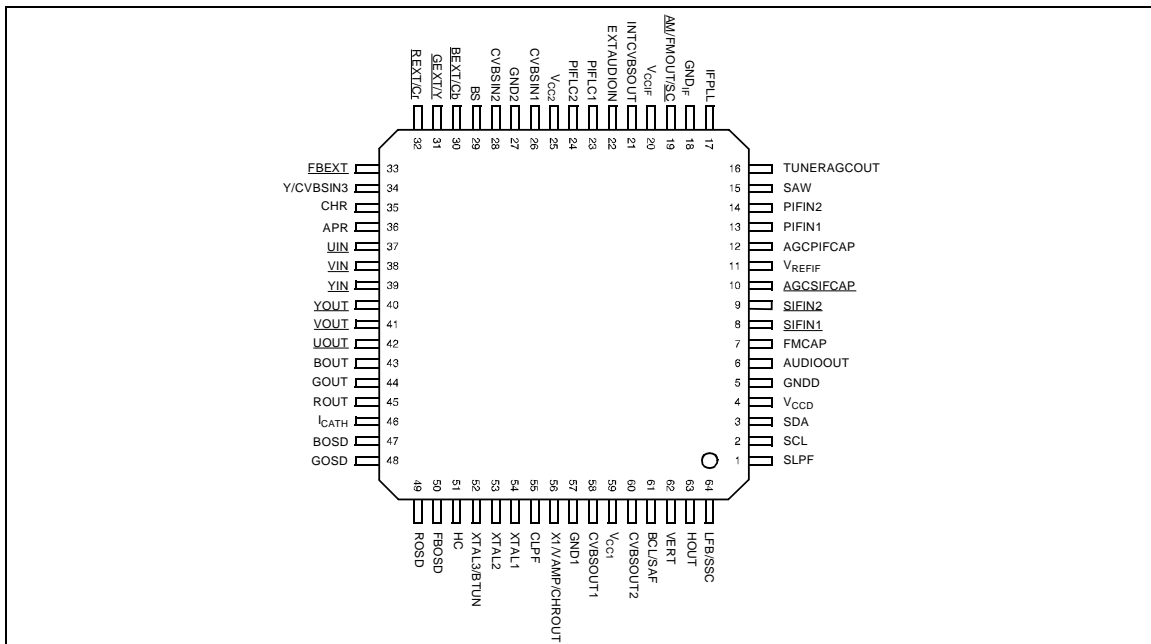 REXT/Cr
GEXT/Y
BEXT/Cb
BS
CVBSIN2
GND2
CVBSIN1
VCC2
PIFLC2
PIFLC1
EXTAUDIOIN
INTCVBSOUT
VCCIF
AM/FMOUT/SC
GNDIF
IFPLL
32
31
30
29
28
27
26
25
24
23
22
21
20
19
18
17
FBEXT 33
Y/CVBSIN3 34
CHR 35
APR 36
UIN 37
VIN 38
YIN 39
YOUT 40
VOUT 41
UOUT 42
BOUT 43
GOUT 44
ROUT 45
ICATH 46
BOSD 47
GOSD 48
16 TUNERAGCOUT
15 SAW
14 PIFIN2
13 PIFIN1
12 AGCPIFCAP
11 VREFIF
10 AGCSIFCAP
9 SIFIN2
8 SIFIN1
7 FMCAP
6 AUDIOOUT
5 GNDD
4 VCCD
3 SDA
2 SCL
1 SLPF
49
50
51
52
53
54
55
56
57
58
59
60
61
62
63
64
ROSD
FBOSD
HC
XTAL3/BTUN
XTAL2
XTAL1
CLPF
X1/VAMP/CHROUT
GND1
CVBSOUT1
VCC1
CVBSOUT2
BCL/SAF
VERT
HOUT
LFB/SSC